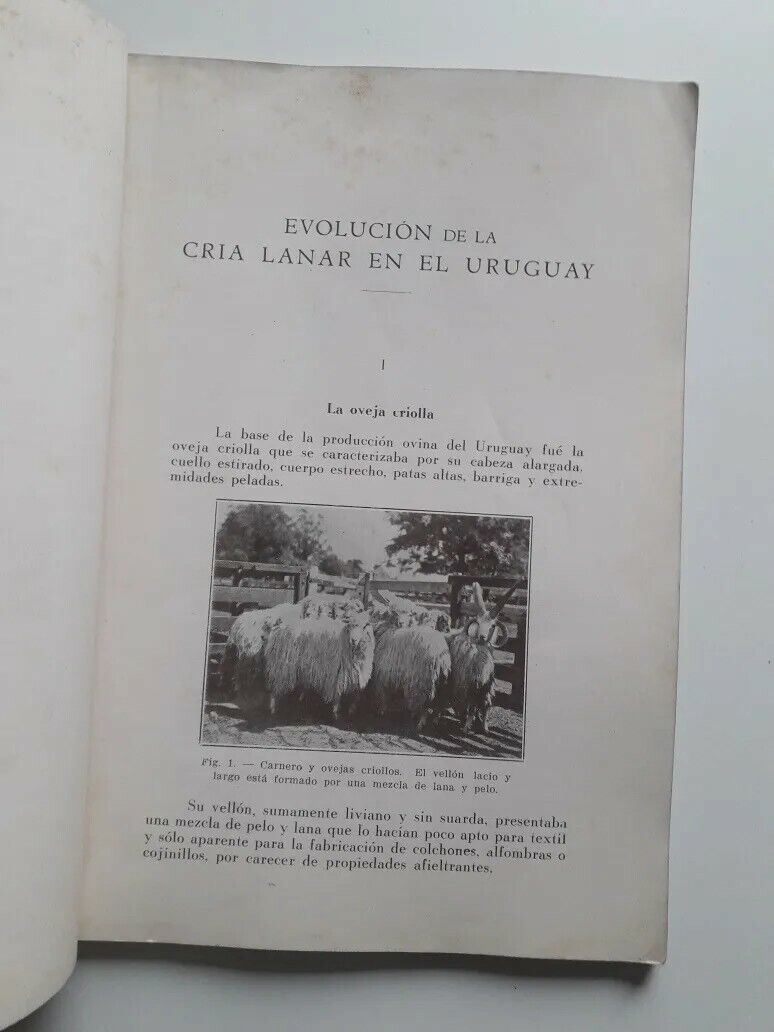 EVOLUCIÓN DE LA
CRIA LANAR EN EL URUGUAY
I
La oveja criolla
La base de la producción ovina del Uruguay fué la
oveja criolla que se caracterizaba por su cabeza alargada,
cuello estirado, cuerpo estrecho, patas altas, barriga y extre-
midades peladas.
Fig. 1. — Carnero y ovejas criollos. El vellón lacio y
largo está formado por una mezcla de lana y pelo.
Su vellón, sumamente liviano y sin suarda, presentaba
una mezcla de pelo y lana que lo hacían poco apto para textil
y sólo aparente para la fabricación de colchones, alfombras o
cojinillos, por carecer de propiedades afieltrantes.